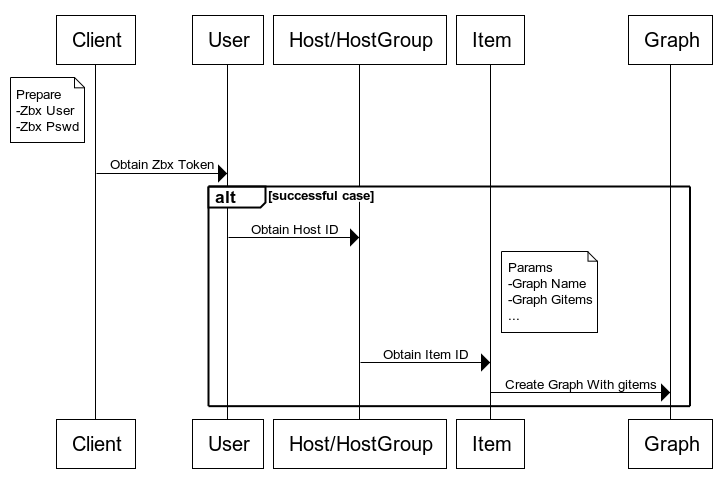 Client
User
Host/HostGroup
Item
Graph
Prepare
-Zbx User
-Zbx Pswd
Obtain Zbx Token
alt
[successful case]
Obtain Host ID
Params
-Graph Name
-Graph Gitems
...
Obtain Item ID
Create Graph With gitems
Client
User
Host/HostGroup
Item
Graph